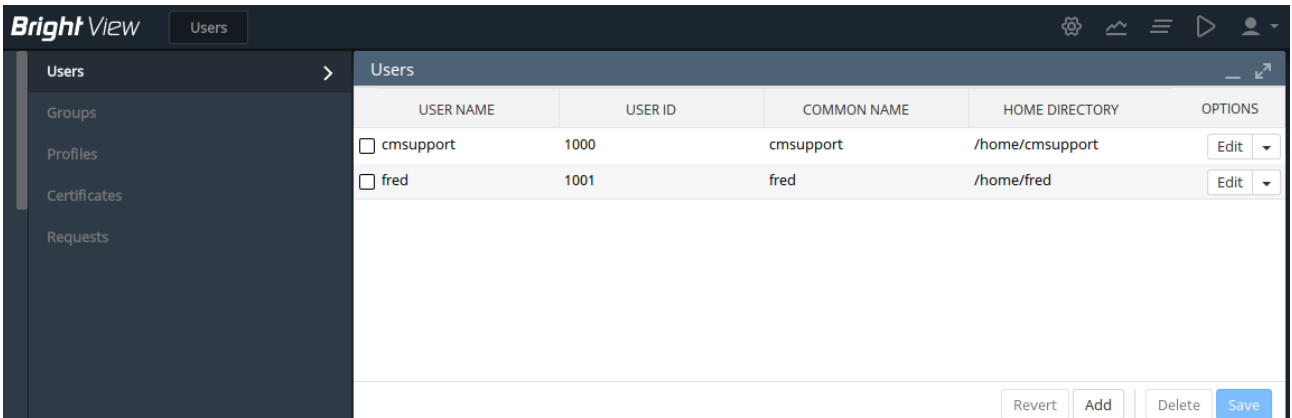 Bright View Users
Users
Groups
Profiles
Certificates
Requests
Users
USER NAME USER ID COMMON NAME HOME DIRECTORY OPTIONS
cmsupport 1000 cmsupport /home/cmsupport Edit
fred 1001 fred /home/fred Edit
Revert Add Delete Save